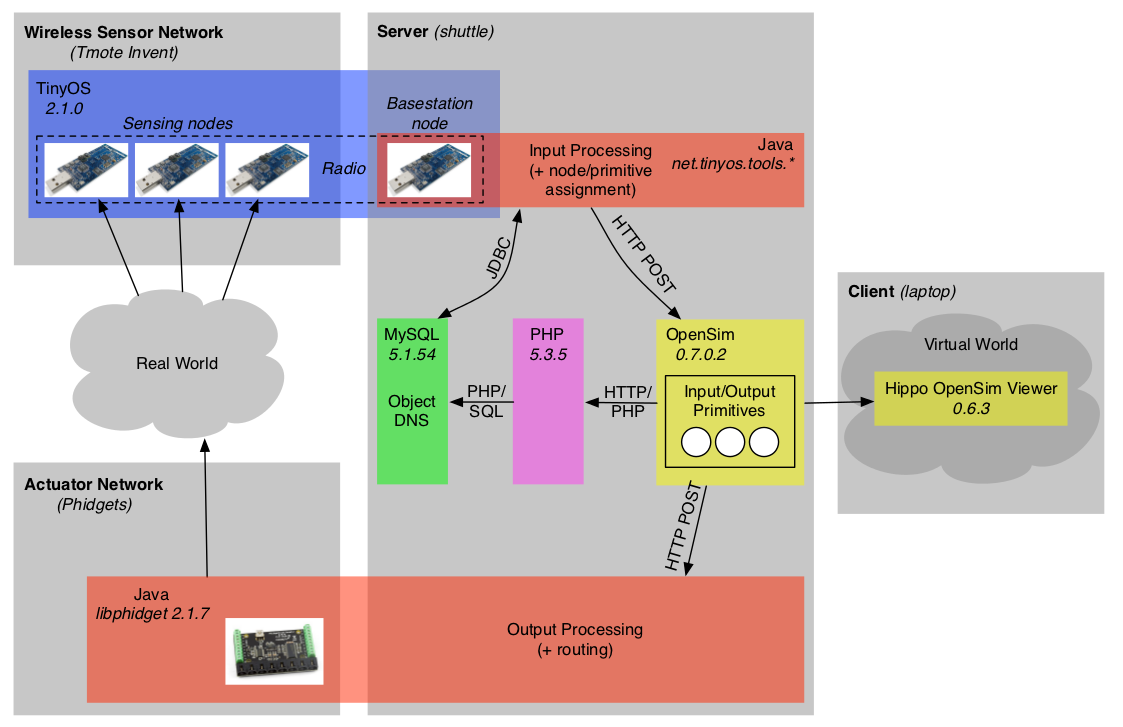 Wireless Sensor Network
(Tmote Invent)
TinyOS
2.1.0
Sensing nodes
Radio
Server (shuttle)
Basestation
node
Input Processing
(+ node/primitive
assignment)
Java
net.tinyos.tools.*
JDBC
HTTP POST
Real World
MySQL
5.1.54
Object
DNS
PHP/
SQL
PHP
5.3.5
HTTP/
PHP
OpenSim
0.7.0.2
Input/Output
Primitives
Client (laptop)
Virtual World
Hippo OpenSim Viewer
0.6.3
HTTP POST
Actuator Network
(Phidgets)
Java
libphidget 2.1.7
Output Processing
(+ routing)